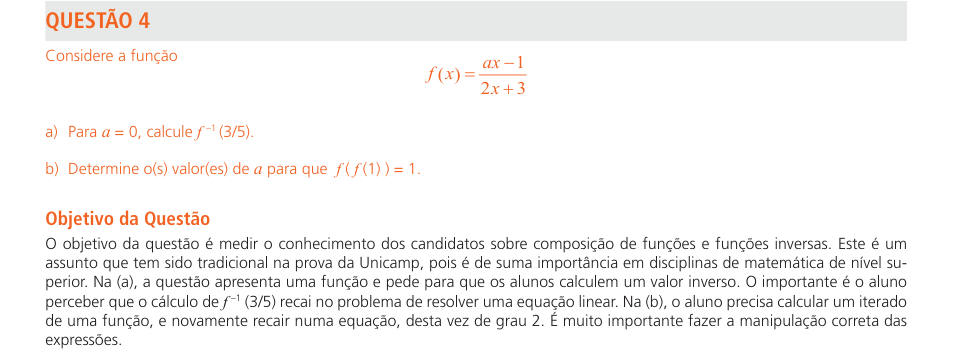 QUESTÃO 4
Considere a função
f (x) = ax − 1 / 2x + 3
a) Para a = 0, calcule f ⁻¹ (3/5).
b) Determine o(s) valor(es) de a para que f ( f (1) ) = 1.
Objetivo da Questão
O objetivo da questão é medir o conhecimento dos candidatos sobre composição de funções e funções inversas. Este é um
assunto que tem sido tradicional na prova da Unicamp, pois é de suma importância em disciplinas de matemática de nível su-
perior. Na (a), a questão apresenta uma função e pede para que os alunos calculem um valor inverso. O importante é o aluno
perceber que o cálculo de f ⁻¹ (3/5) recai no problema de resolver uma equação linear. Na (b), o aluno precisa calcular um iterado
de uma função, e novamente recair numa equação, desta vez de grau 2. É muito importante fazer a manipulação correta das
expressões.